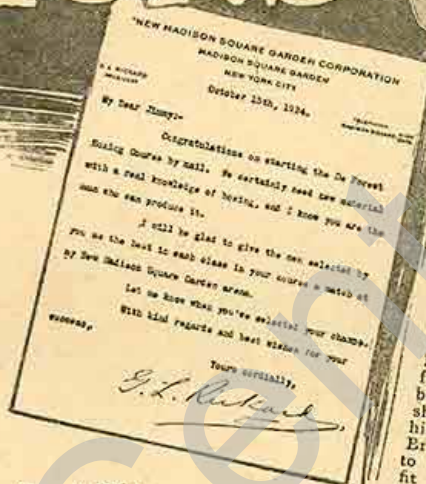 "NEW MADISON SQUARE GARDEN CORPORATION
MADISON SQUARE GARDEN
NEW YORK CITY
October 15th, 1924.
My Dear Jimmy:-
Congratulations on starting the De Forest
Boxing Course by mail. We certainly need new material
with a real knowledge of boxing, and I know you are the
man who can produce it.
I will be glad to give the men selected by
you as the best in each class in your course a match at
my New Madison Square Garden arena.
Let me know when you've selected your champs.
With kind regards and best wishes for your
success,
Yours cordially,
G. L. Rickard
f
b
sh
hi
Er
to
fit